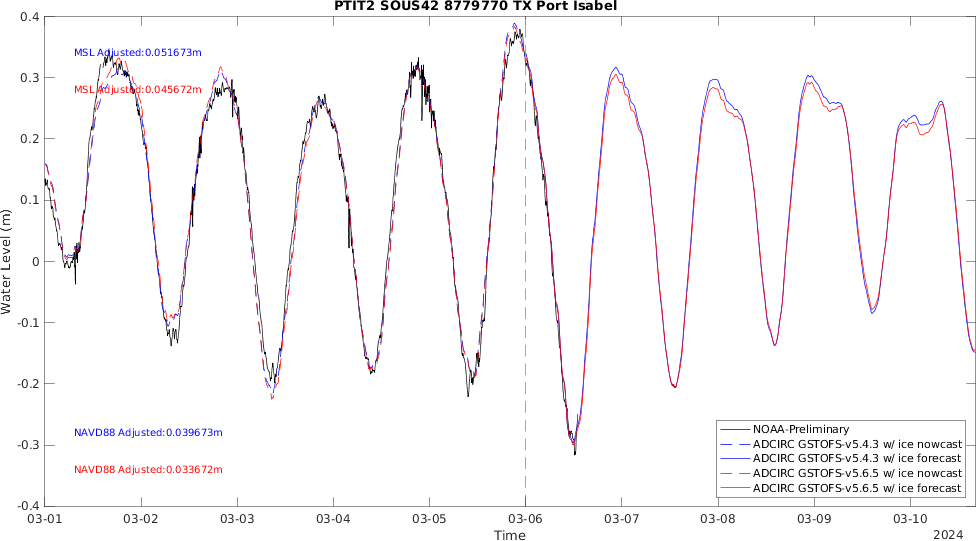 PTIT2 SOUS42 8779770 TX Port Isabel
0.4
0.3
0.2
0.1
0
-0.1
-0.2
-0.3
-0.4
Water Level (m)
MSL Adjusted:0.051673m
MSL Adjusted:0.045672m
NAVD88 Adjusted:0.039673m
NAVD88 Adjusted:0.033672m
NOAA-Preliminary
ADCIRC GSTOFS-v5.4.3 w/ ice nowcast
ADCIRC GSTOFS-v5.4.3 w/ ice forecast
ADCIRC GSTOFS-v5.6.5 w/ ice nowcast
ADCIRC GSTOFS-v5.6.5 w/ ice forecast
03-01 03-02 03-03 03-04 03-05 03-06 03-07 03-08 03-09 03-10
Time
2024